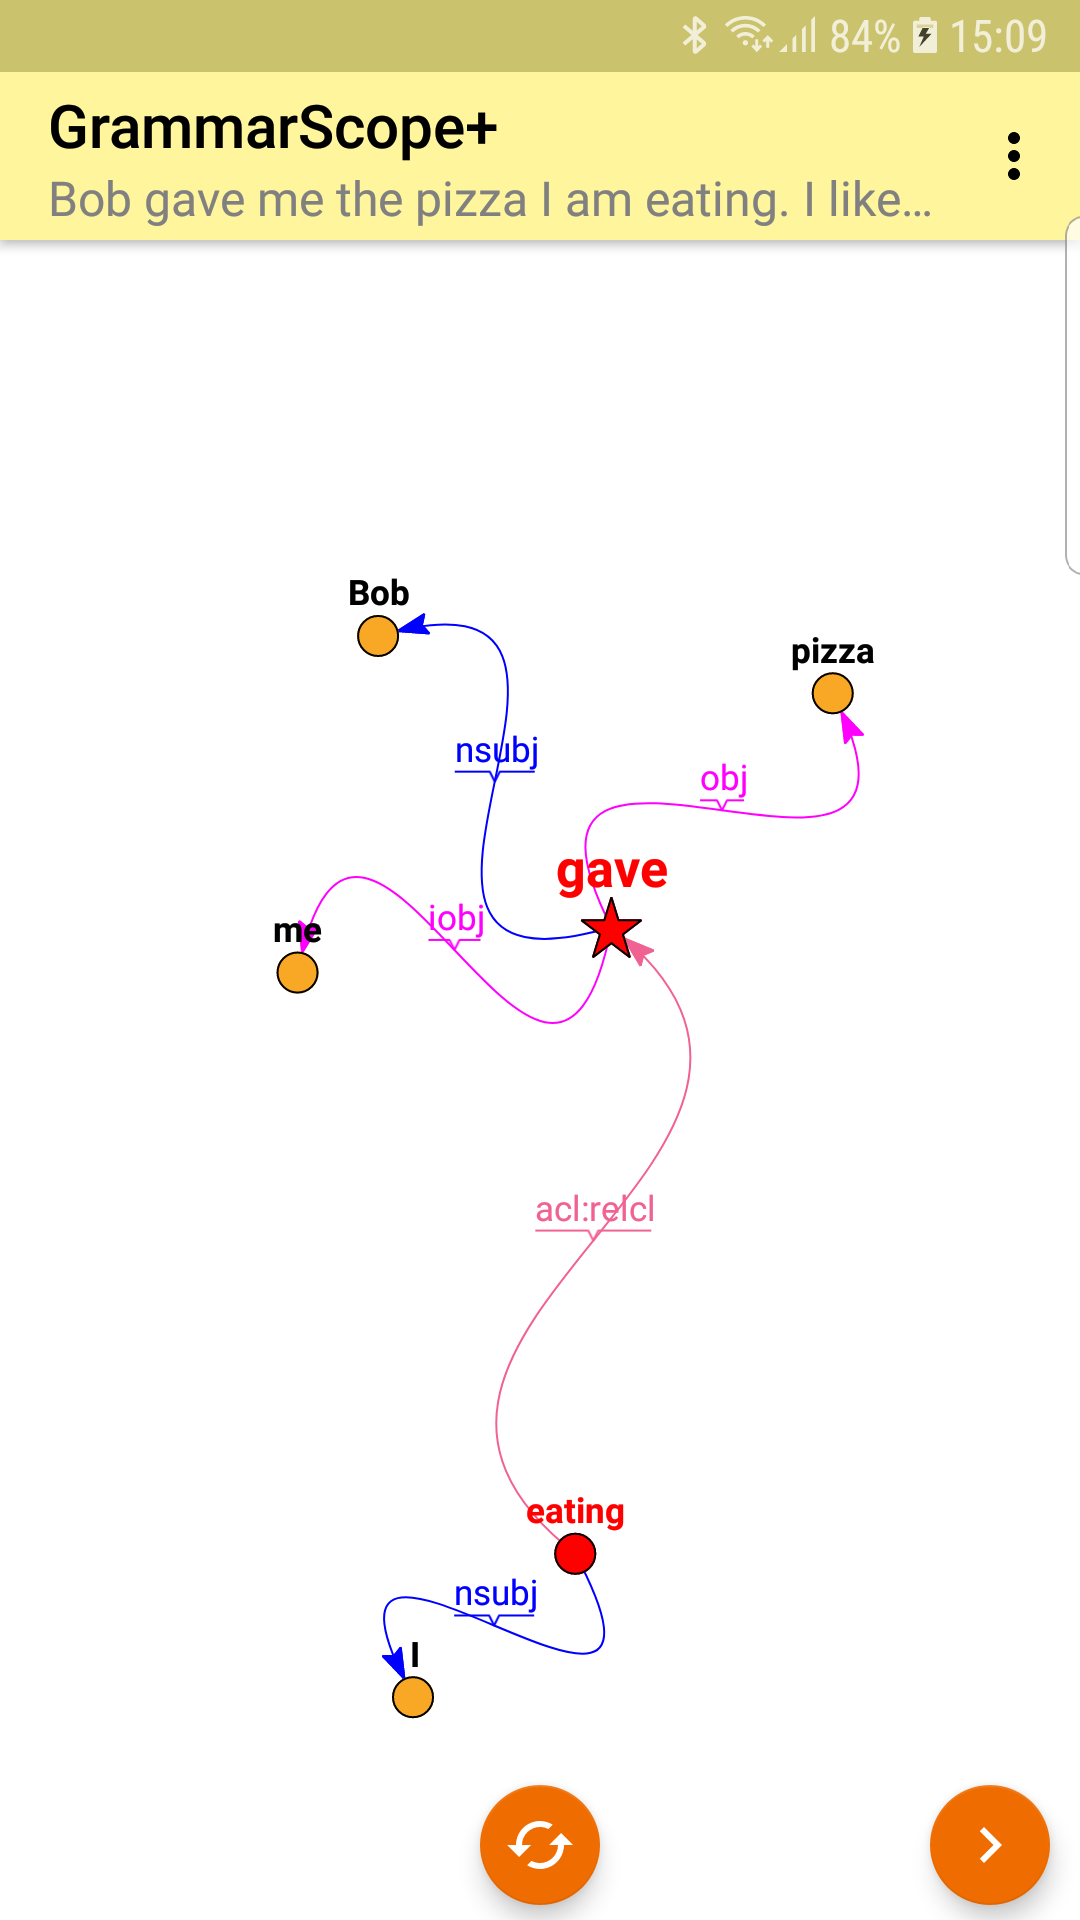 84% 15:09
GrammarScope+
Bob gave me the pizza I am eating. I like...
Bob
pizza
nsubj
obj
gave
iobj
me
acl:relcl
eating
nsubj
I